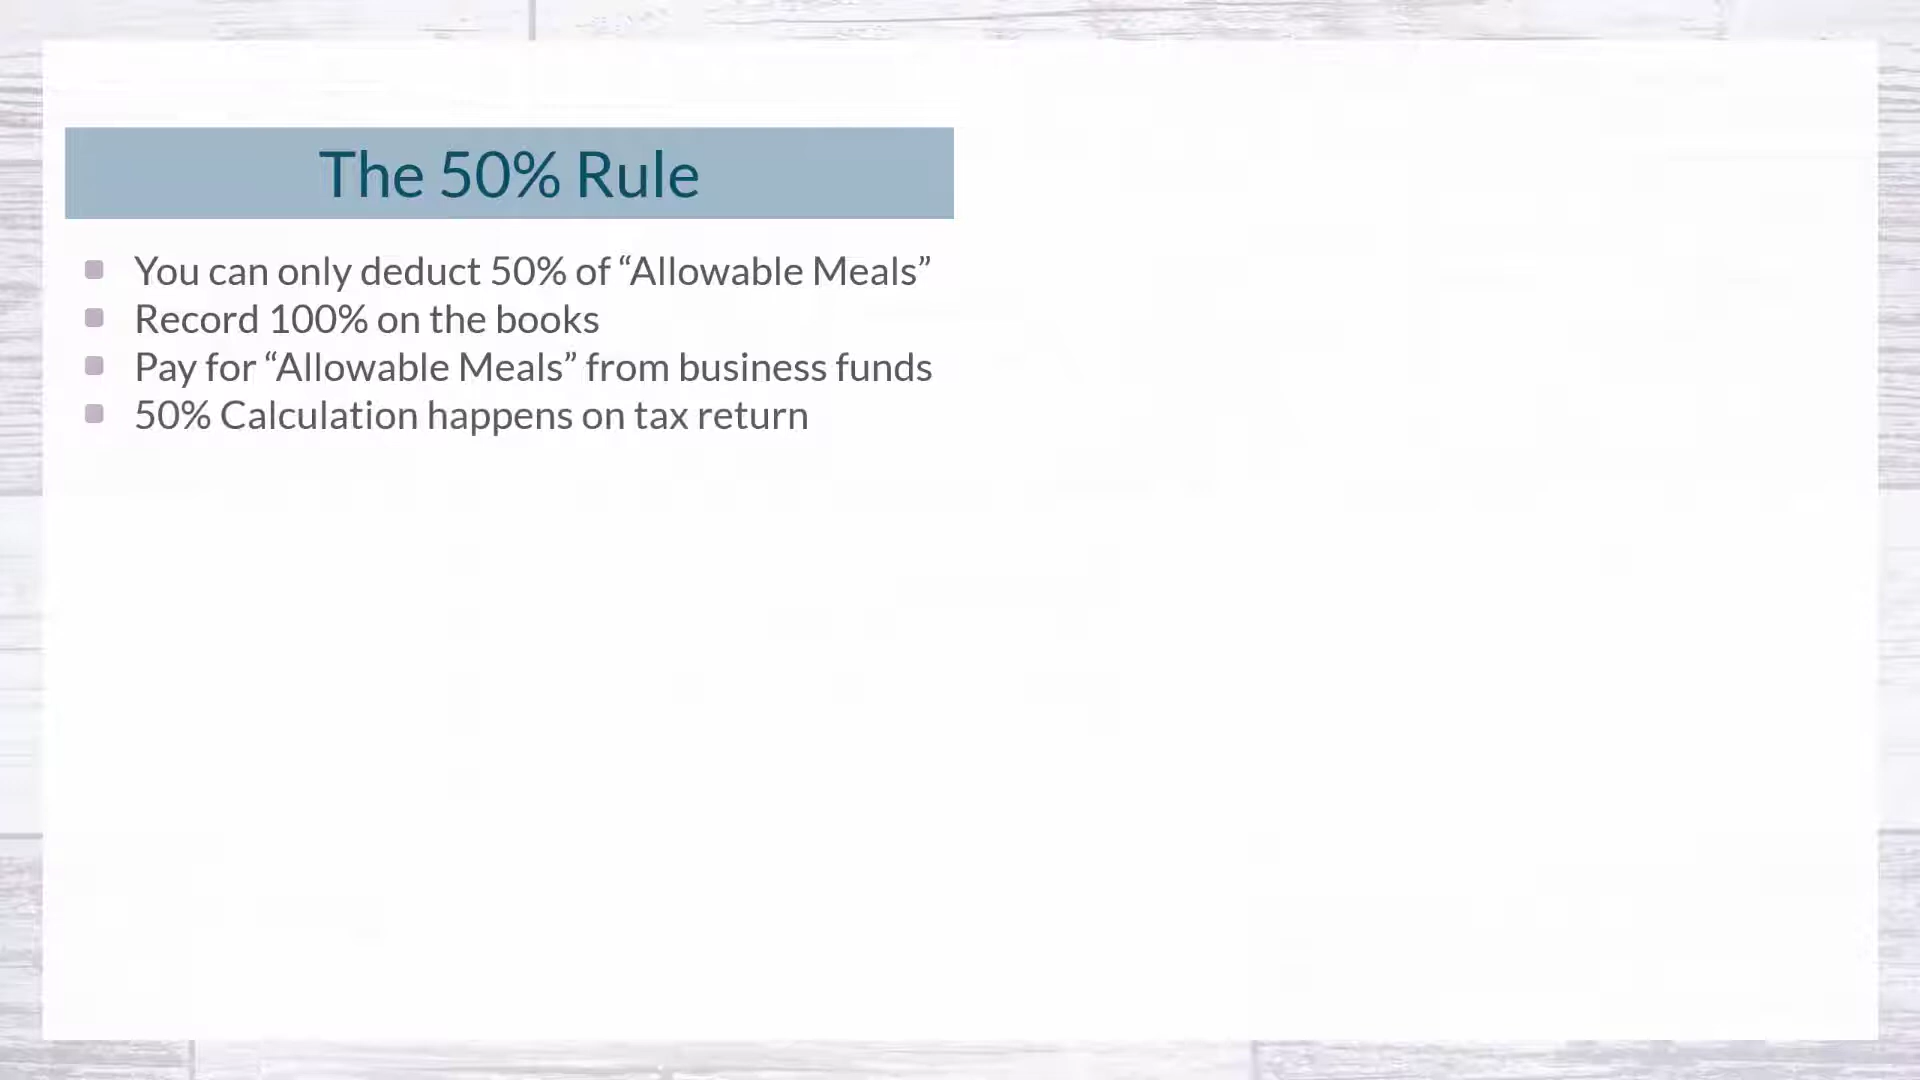 The 50% Rule
You can only deduct 50% of “Allowable Meals”
Record 100% on the books
Pay for “Allowable Meals” from business funds
50% Calculation happens on tax return